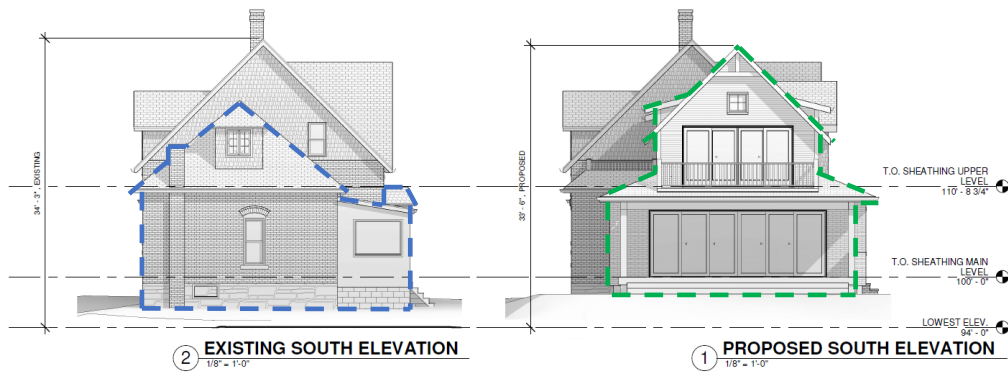 34' - 3", EXISTING
33' - 6", PROPOSED
T.O. SHEATHING UPPER
LEVEL
110' - 8 3/4"
T.O. SHEATHING MAIN
LEVEL
100' - 0"
LOWEST ELEV.
94' - 0"
2 EXISTING SOUTH ELEVATION
1/8" = 1'-0"
1 PROPOSED SOUTH ELEVATION
1/8" = 1'-0"